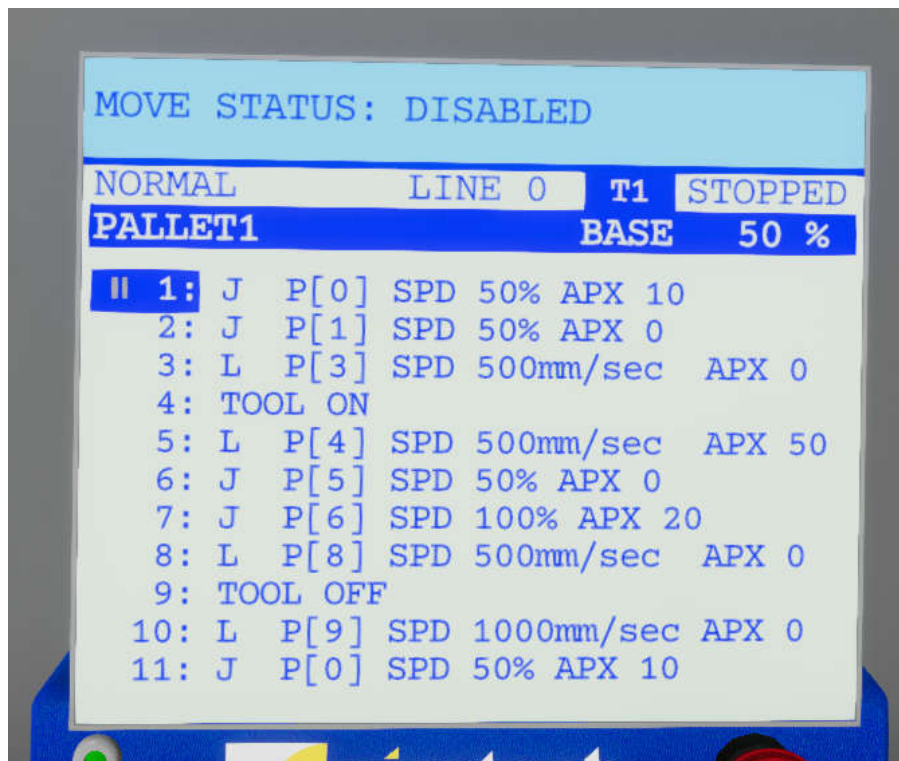 MOVE STATUS: DISABLED
NORMAL LINE 0 T1 STOPPED
PALLET1 BASE 50 %
1: J P[0] SPD 50% APX 10
2: J P[1] SPD 50% APX 0
3: L P[3] SPD 500mm/sec APX 0
4: TOOL ON
5: L P[4] SPD 500mm/sec APX 50
6: J P[5] SPD 50% APX 0
7: J P[6] SPD 100% APX 20
8: L P[8] SPD 500mm/sec APX 0
9: TOOL OFF
10: L P[9] SPD 1000mm/sec APX 0
11: J P[0] SPD 50% APX 10